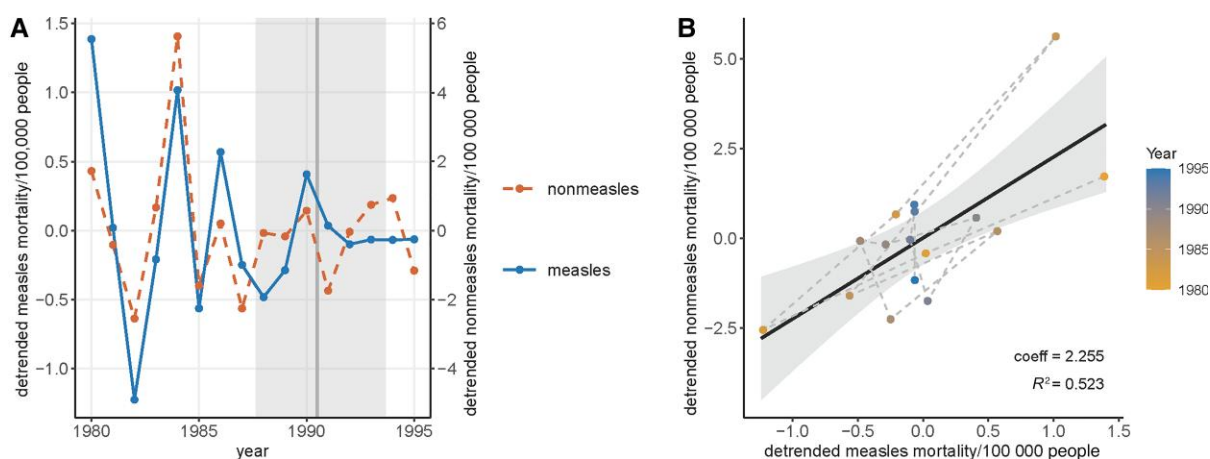 A
detrended measles mortality/100,000 people
1.5
1.0
0.5
0.0
−0.5
−1.0
6
4
2
0
−2
−4
detrended nonmeasles mortality/100 000 people
1980
1985
1990
1995
year
nonmeasles
measles
B
detrended nonmeasles mortality/100 000 people
5.0
2.5
0.0
−2.5
−1.0
−0.5
0.0
0.5
1.0
1.5
detrended measles mortality/100 000 people
coeff = 2.255
R² = 0.523
Year
1995
1990
1985
1980